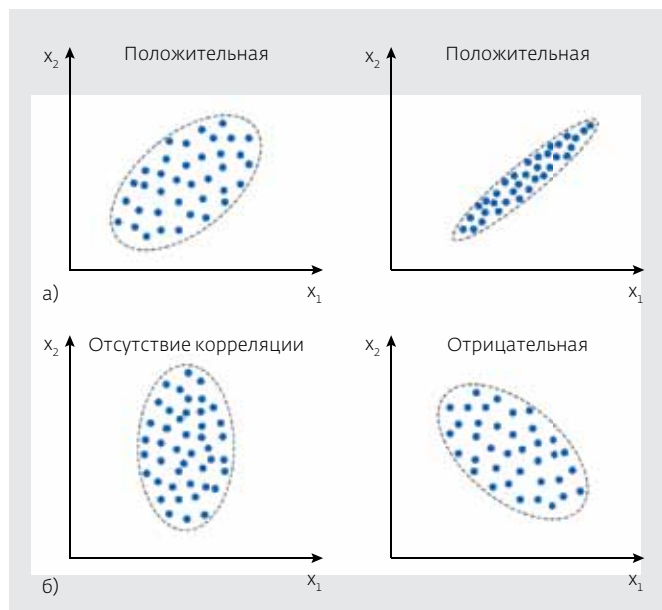 Положительная
x₂
Положительная
x₂
а)
x₁
x₁
Отсутствие корреляции
x₂
Отрицательная
x₂
б)
x₁
x₁